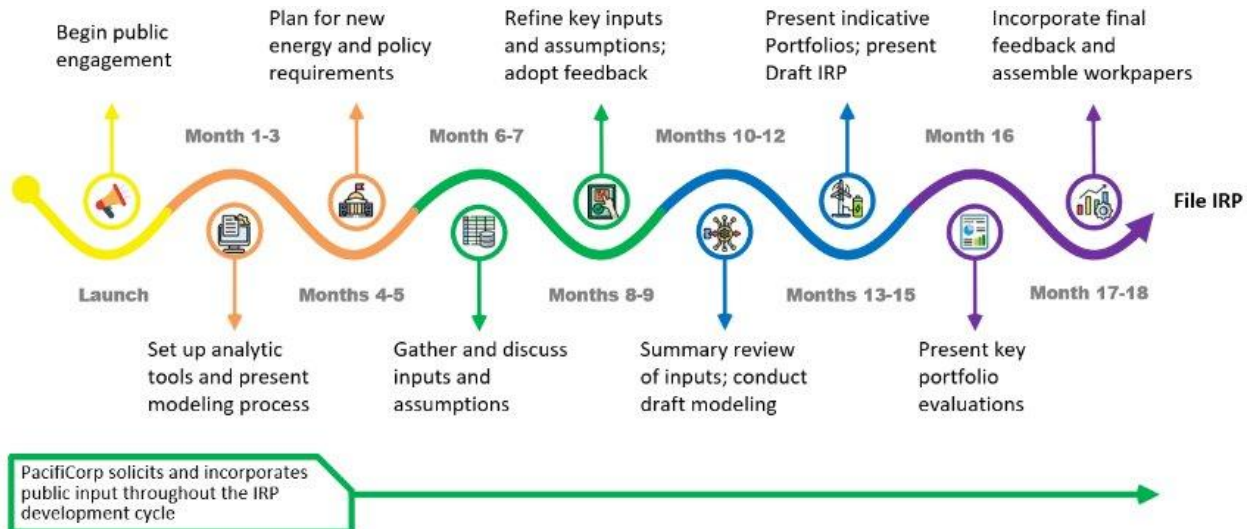 Begin public
engagement
Plan for new
energy and policy
requirements
Refine key inputs
and assumptions;
adopt feedback
Present indicative
Portfolios; present
Draft IRP
Incorporate final
feedback and
assemble workpapers
Month 1-3
Month 6-7
Months 10-12
Month 16
File IRP
Launch
Months 4-5
Months 8-9
Months 13-15
Month 17-18
Set up analytic
tools and present
modeling process
Gather and discuss
inputs and
assumptions
Summary review
of inputs; conduct
draft modeling
Present key
portfolio
evaluations
PacifiCorp solicits and incorporates
public input throughout the IRP
development cycle